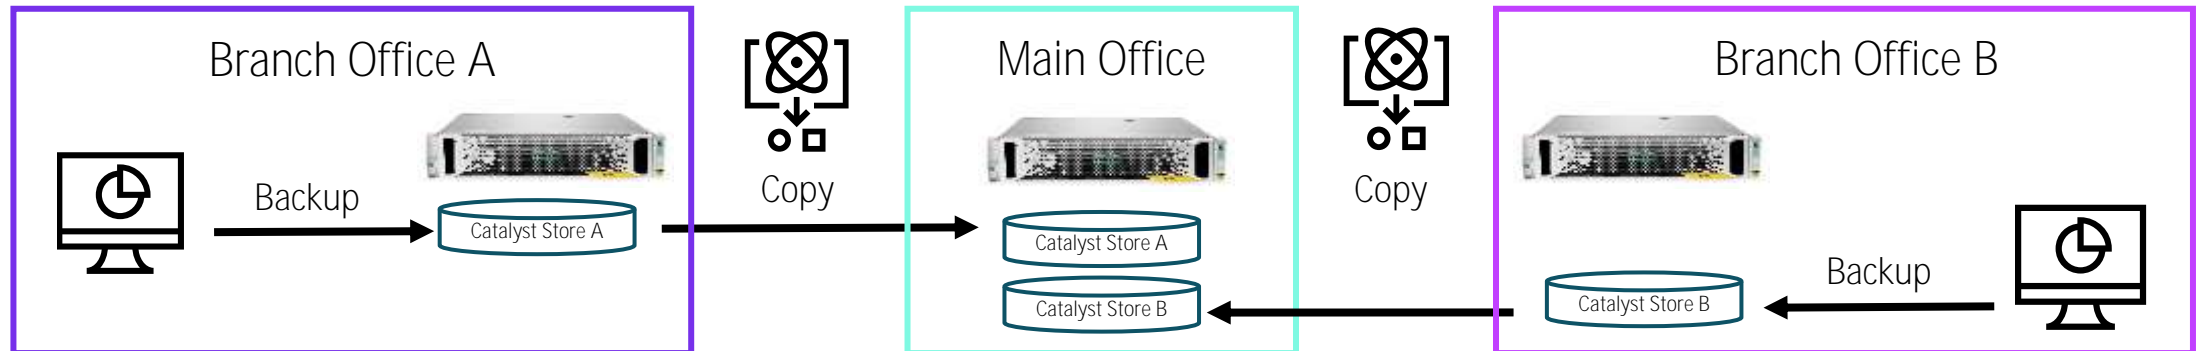 Branch Office A
Main Office
Branch Office B
Backup
Copy
Copy
Catalyst Store A
Catalyst Store A
Catalyst Store B
Catalyst Store B
Backup